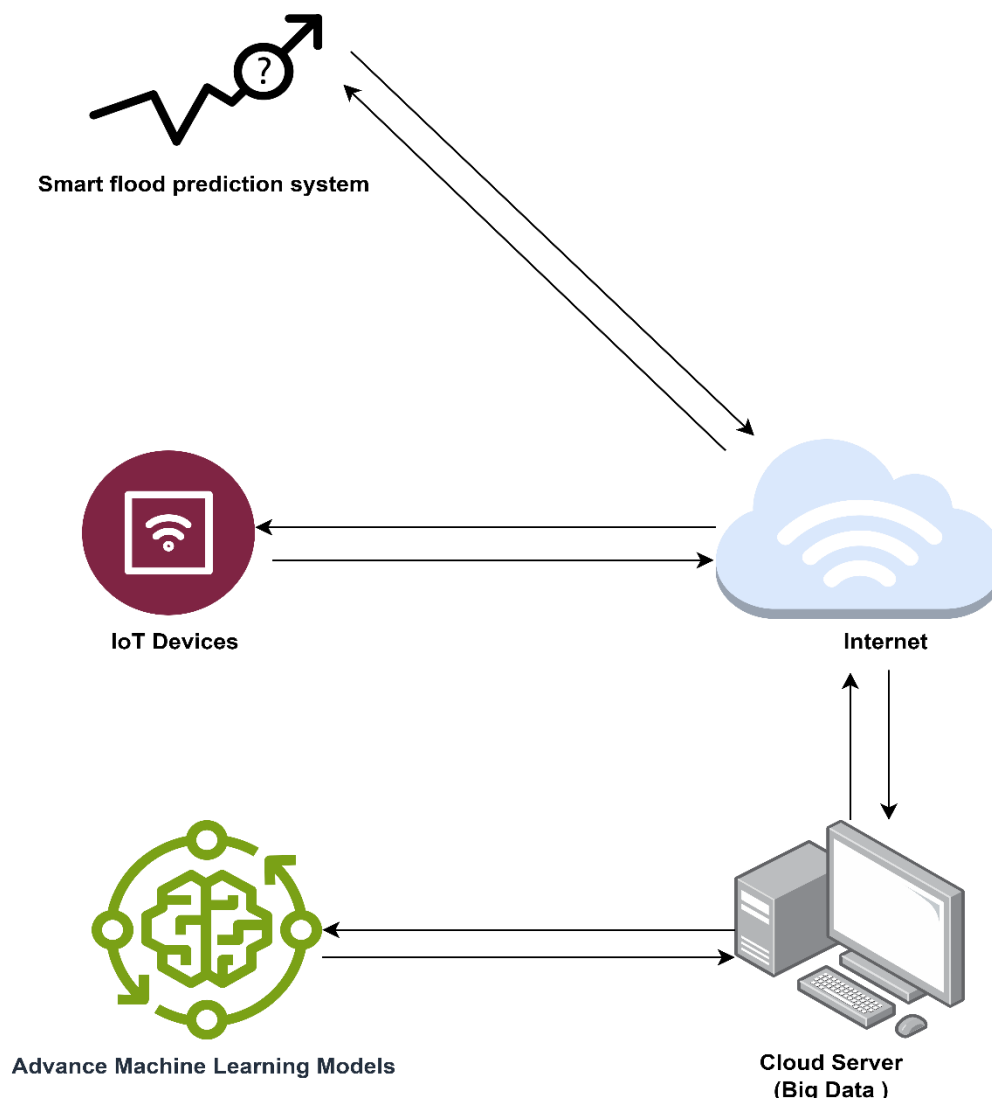 ?
Smart flood prediction system
IoT Devices
Internet
Advance Machine Learning Models
Cloud Server
(Big Data )